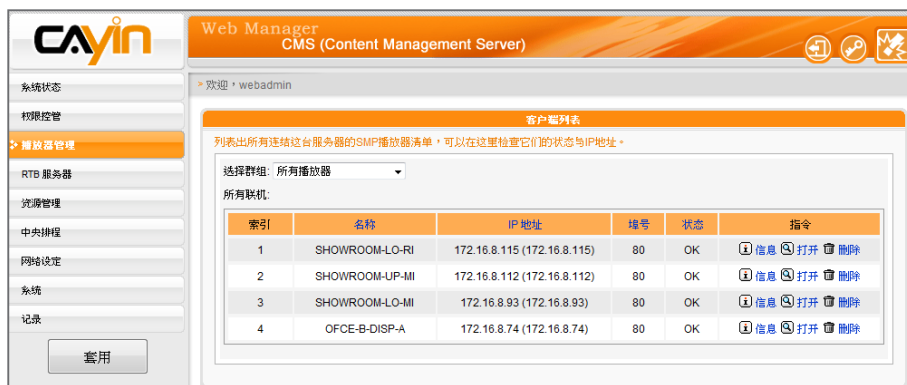 CAYIN
Web Manager
CMS (Content Management Server)
系统状态
权限控管
播放器管理
RTB 服务器
资源管理
中央排程
网络设定
系统
记录
套用
欢迎，webadmin
客户端列表
列表出所有连结这台服务器的SMP播放器清单，可以在这里检查它们的状态与IP地址。
选择群组: 所有播放器
所有联机:
索引 名称 IP 地址 埠号 状态 指令
1 SHOWROOM-LO-RI 172.16.8.115 (172.16.8.115) 80 OK 信息 打开 删除
2 SHOWROOM-UP-MI 172.16.8.112 (172.16.8.112) 80 OK 信息 打开 删除
3 SHOWROOM-LO-MI 172.16.8.93 (172.16.8.93) 80 OK 信息 打开 删除
4 OFCE-B-DISP-A 172.16.8.74 (172.16.8.74) 80 OK 信息 打开 删除